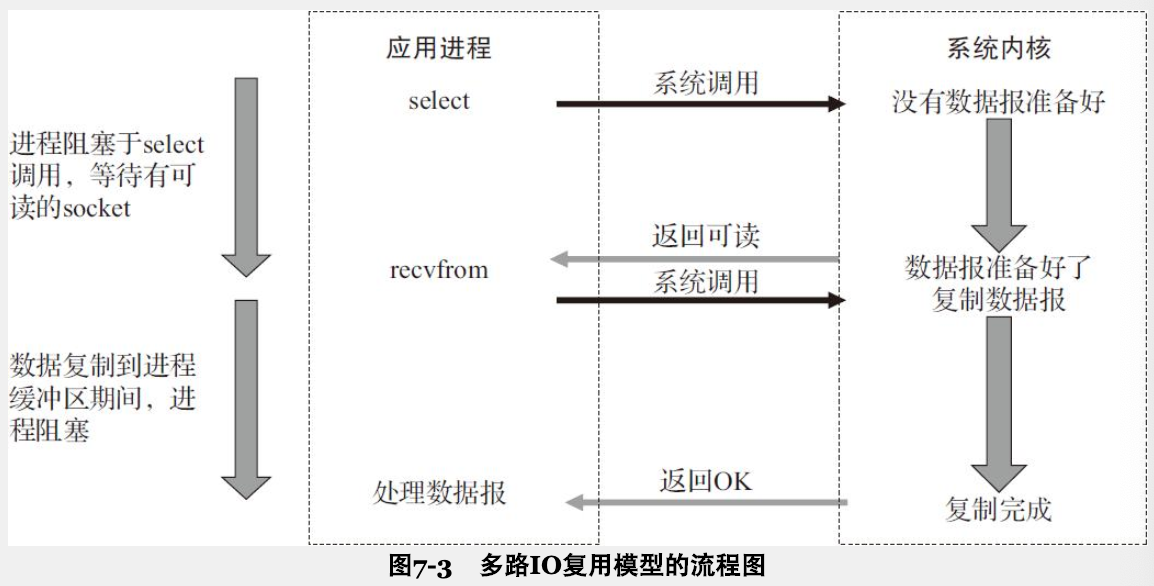 应用进程
系统内核
select
系统调用
没有数据报准备好
进程阻塞于select
调用，等待有可
读的socket
返回可读
recvfrom
系统调用
数据报准备好了
复制数据报
数据复制到进程
缓冲区期间，进
程阻塞
返回OK
处理数据报
复制完成
图7-3 多路IO复用模型的流程图